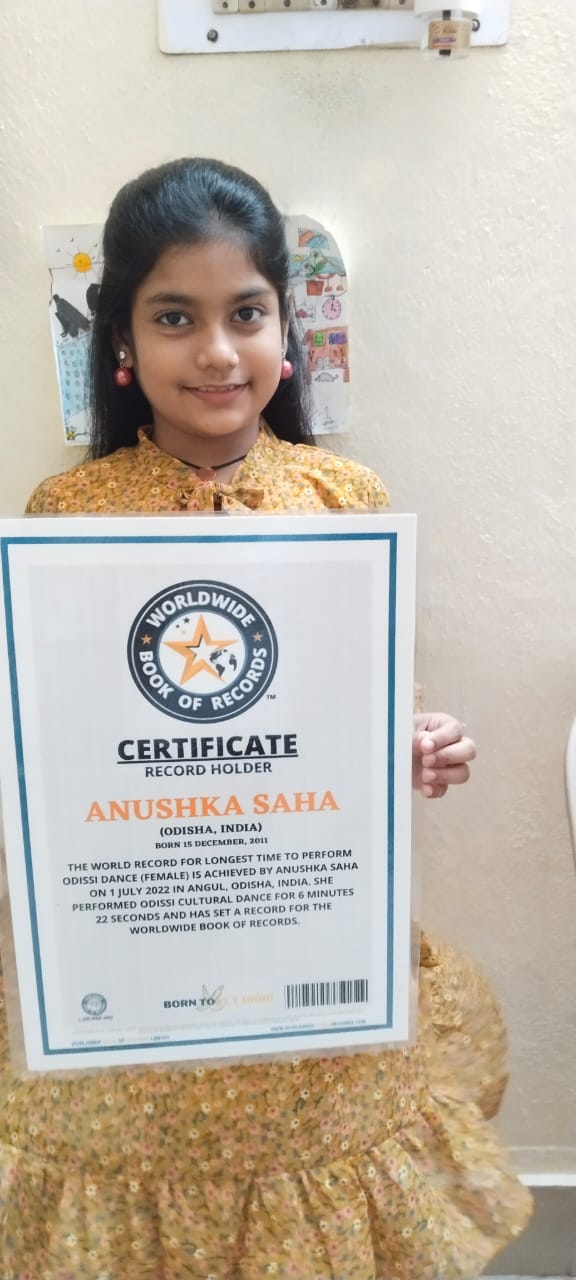 WORLDWIDE
BOOK OF RECORDS
TM
CERTIFICATE
RECORD HOLDER
ANUSHKA SAHA
(ODISHA, INDIA)
BORN 15 DECEMBER, 2011
THE WORLD RECORD FOR LONGEST TIME TO PERFORM
ODISSI DANCE (FEMALE) IS ACHIEVED BY ANUSHKA SAHA
ON 1 JULY 2022 IN ANGUL, ODISHA, INDIA. SHE
PERFORMED ODISSI CULTURAL DANCE FOR 6 MINUTES
22 SECONDS AND HAS SET A RECORD FOR THE
WORLDWIDE BOOK OF RECORDS.
BORN TO FLY HIGH